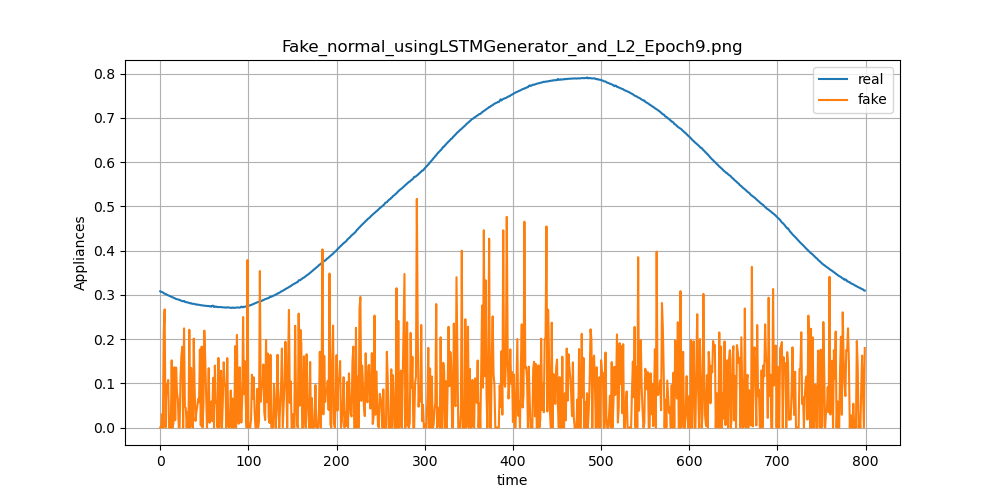 Fake_normal_usingLSTMGenerator_and_L2_Epoch9.png
real
fake
0.8
0.7
0.6
0.5
0.4
0.3
0.2
0.1
0.0
Appliances
0 100 200 300 400 500 600 700 800
time